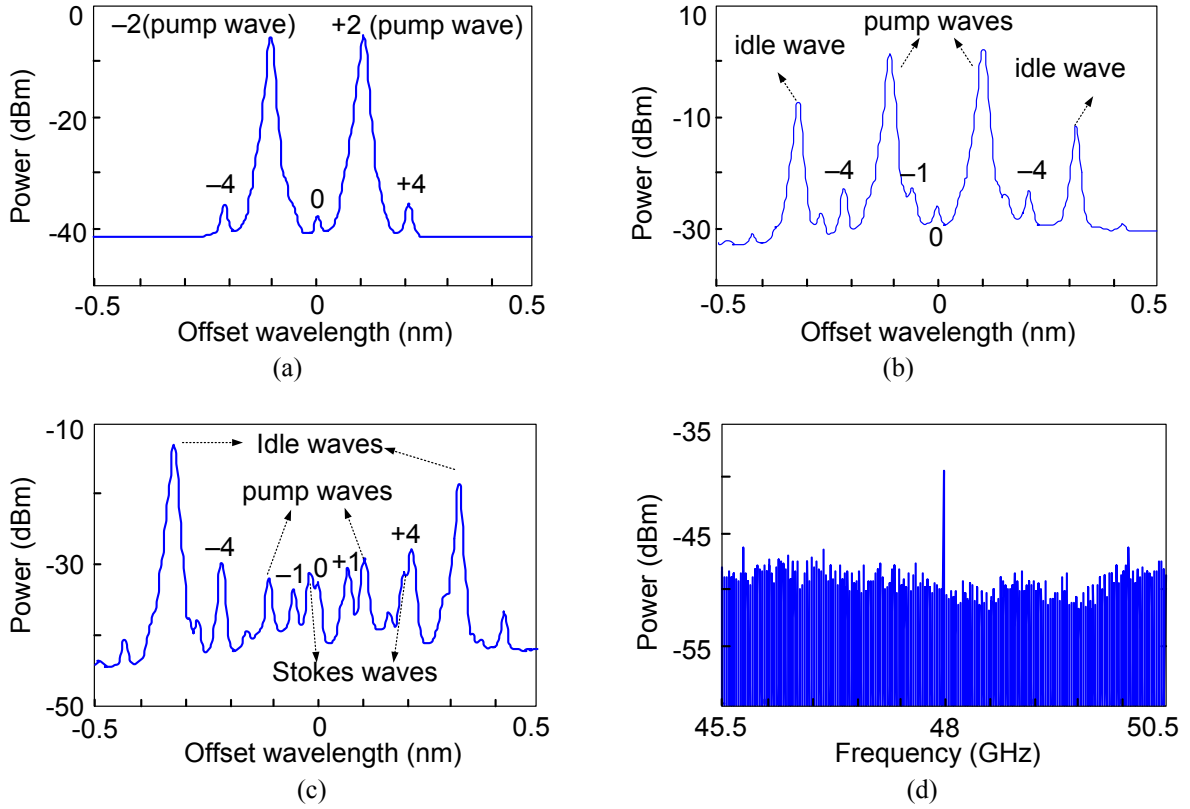 0
–2(pump wave)
+2 (pump wave)
-20
-40
–4
0
+4
Power (dBm)
-0.5
0
0.5
Offset wavelength (nm)
(a)
10
pump waves
idle wave
idle wave
-10
-30
–4
–1
0
–4
Power (dBm)
-0.5
0
0.5
Offset wavelength (nm)
(b)
-10
Idle waves
pump waves
-30
–4
–1
0
+1
+4
Stokes waves
-50
Power (dBm)
-0.5
0
0.5
Offset wavelength (nm)
(c)
-35
-45
-55
Power (dBm)
45.5
48
50.5
Frequency (GHz)
(d)